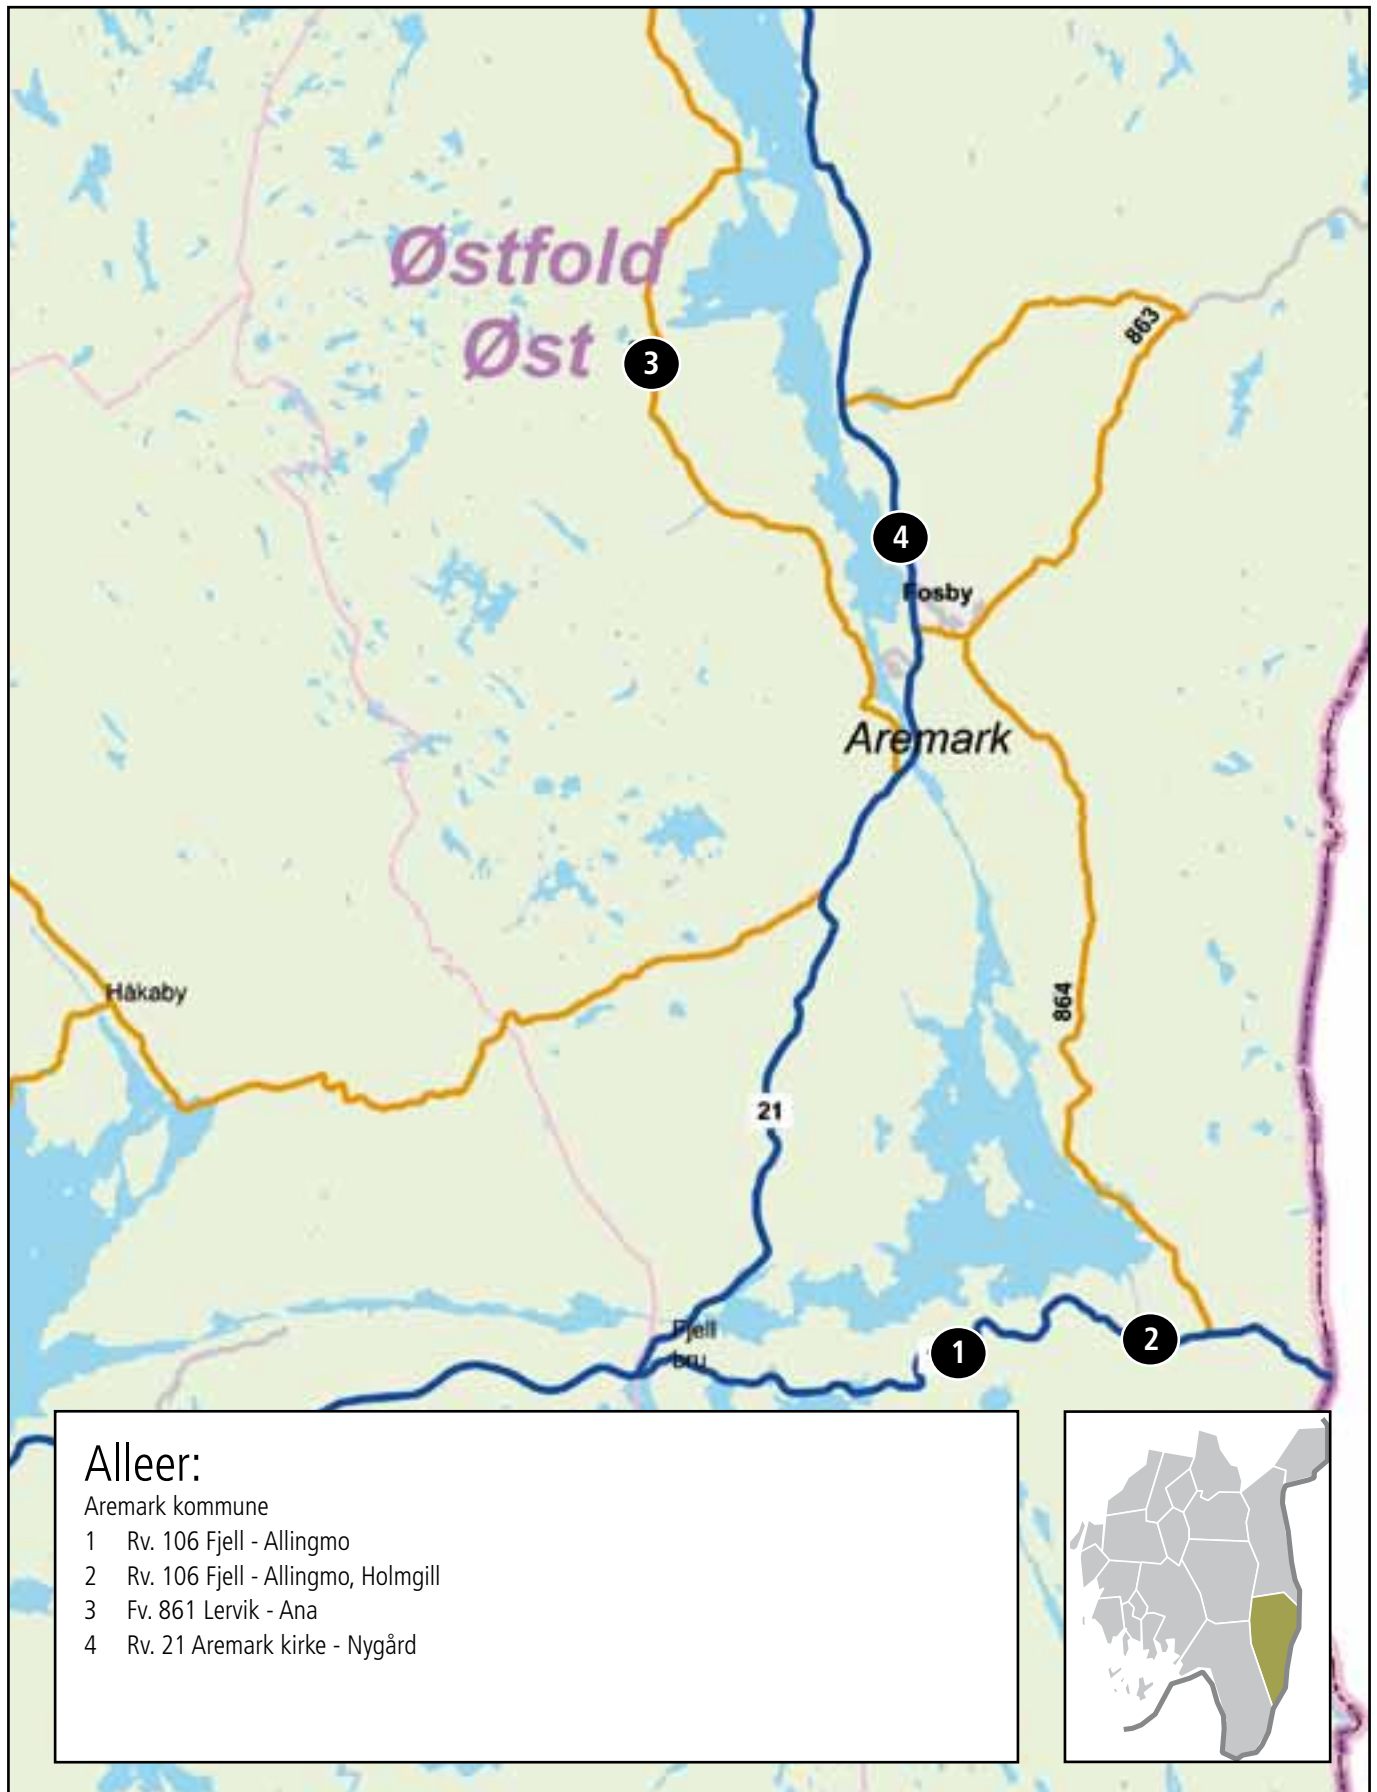 Østfold
Øst
3
863
4
Fosby
Aremark
Håkaby
864
21
Fjell
bru
1
2
Alleer:
Aremark kommune
1 Rv. 106 Fjell - Allingmo
2 Rv. 106 Fjell - Allingmo, Holmgill
3 Fv. 861 Lervik - Ana
4 Rv. 21 Aremark kirke - Nygård